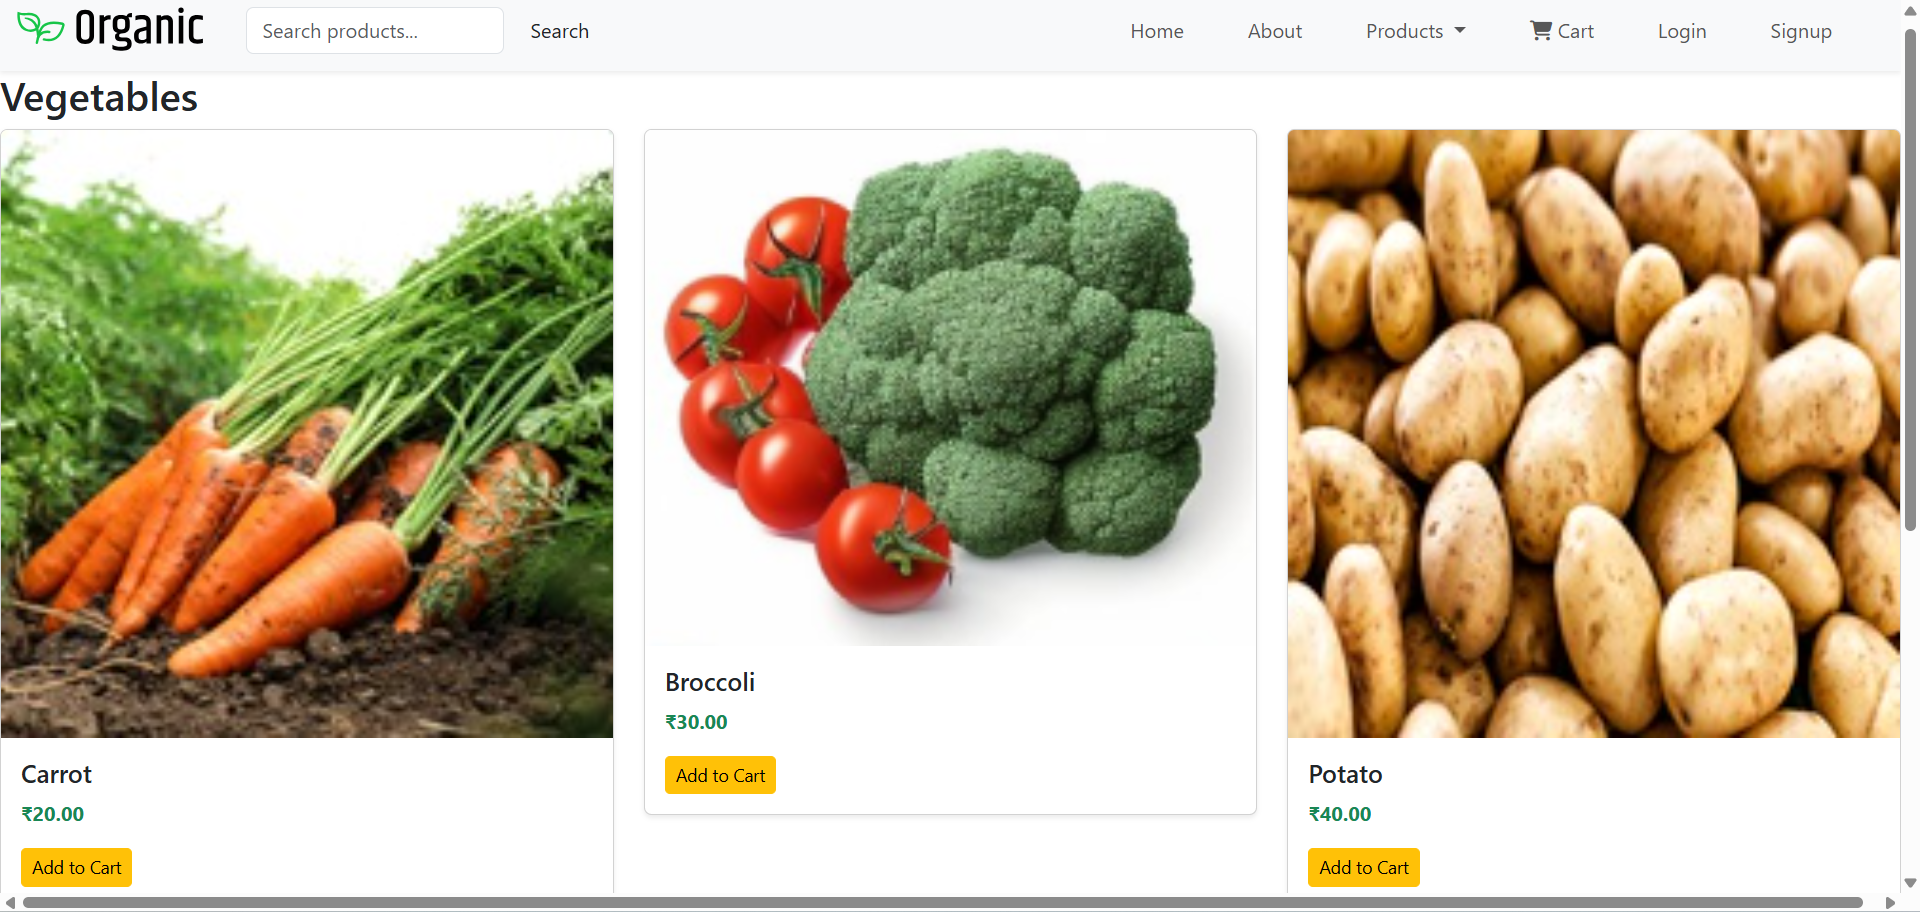 Organic
Search products...
Search
Home
About
Products
Cart
Login
Signup
Vegetables
Carrot
₹20.00
Add to Cart
Broccoli
₹30.00
Add to Cart
Potato
₹40.00
Add to Cart